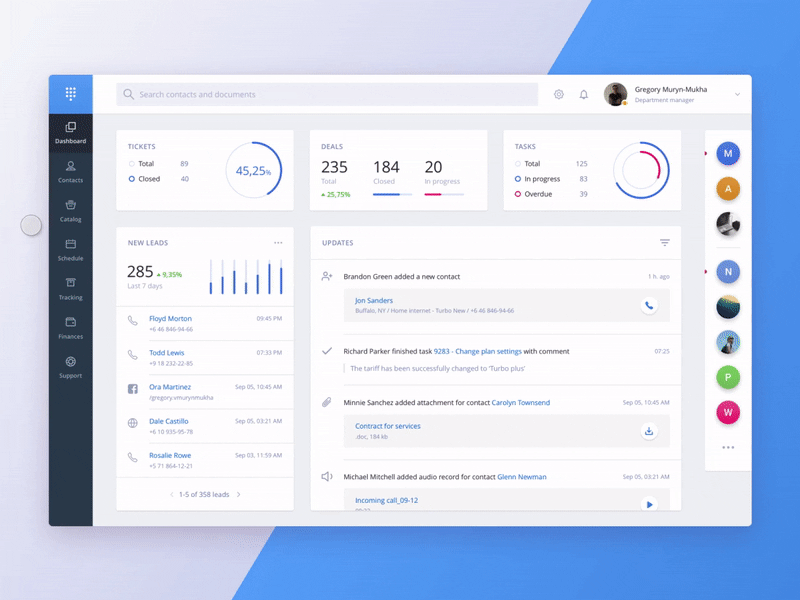 Search contacts and documents
Gregory Muryn-Mukha
Department manager
Dashboard
Contacts
Catalog
Schedule
Tracking
Finances
Support
TICKETS
Total 89
Closed 40
45,25%
DEALS
235 184 20
Total Closed In progress
25,75%
TASKS
Total 125
In progress 83
Overdue 39
NEW LEADS
285 9,35%
Last 7 days
Floyd Morton 09:45 PM
+6 46 846-94-66
Todd Lewis 07:33 PM
+9 18 232-22-85
Ora Martinez Sep 05, 10:45 AM
/gregory.vmurynmukha
Dale Castillo Sep 05, 03:21 AM
+6 10 935-95-78
Rosalie Rowe Sep 03, 11:59 AM
+5 71 864-12-21
1-5 of 358 leads
UPDATES
Brandon Green added a new contact 1 h. ago
Jon Sanders
Buffalo, NY / Home internet - Turbo New / +6 46 846-94-66
Richard Parker finished task 9283 - Change plan settings with comment 07:25
The tariff has been successfully changed to 'Turbo plus'
Minnie Sanchez added attachment for contact Carolyn Townsend Sep 05, 10:45 AM
Contract for services
.doc, 184 kb
Michael Mitchell added audio record for contact Glenn Newman Sep 05, 03:21 AM
Incoming call_09-12
M
A
N
P
W